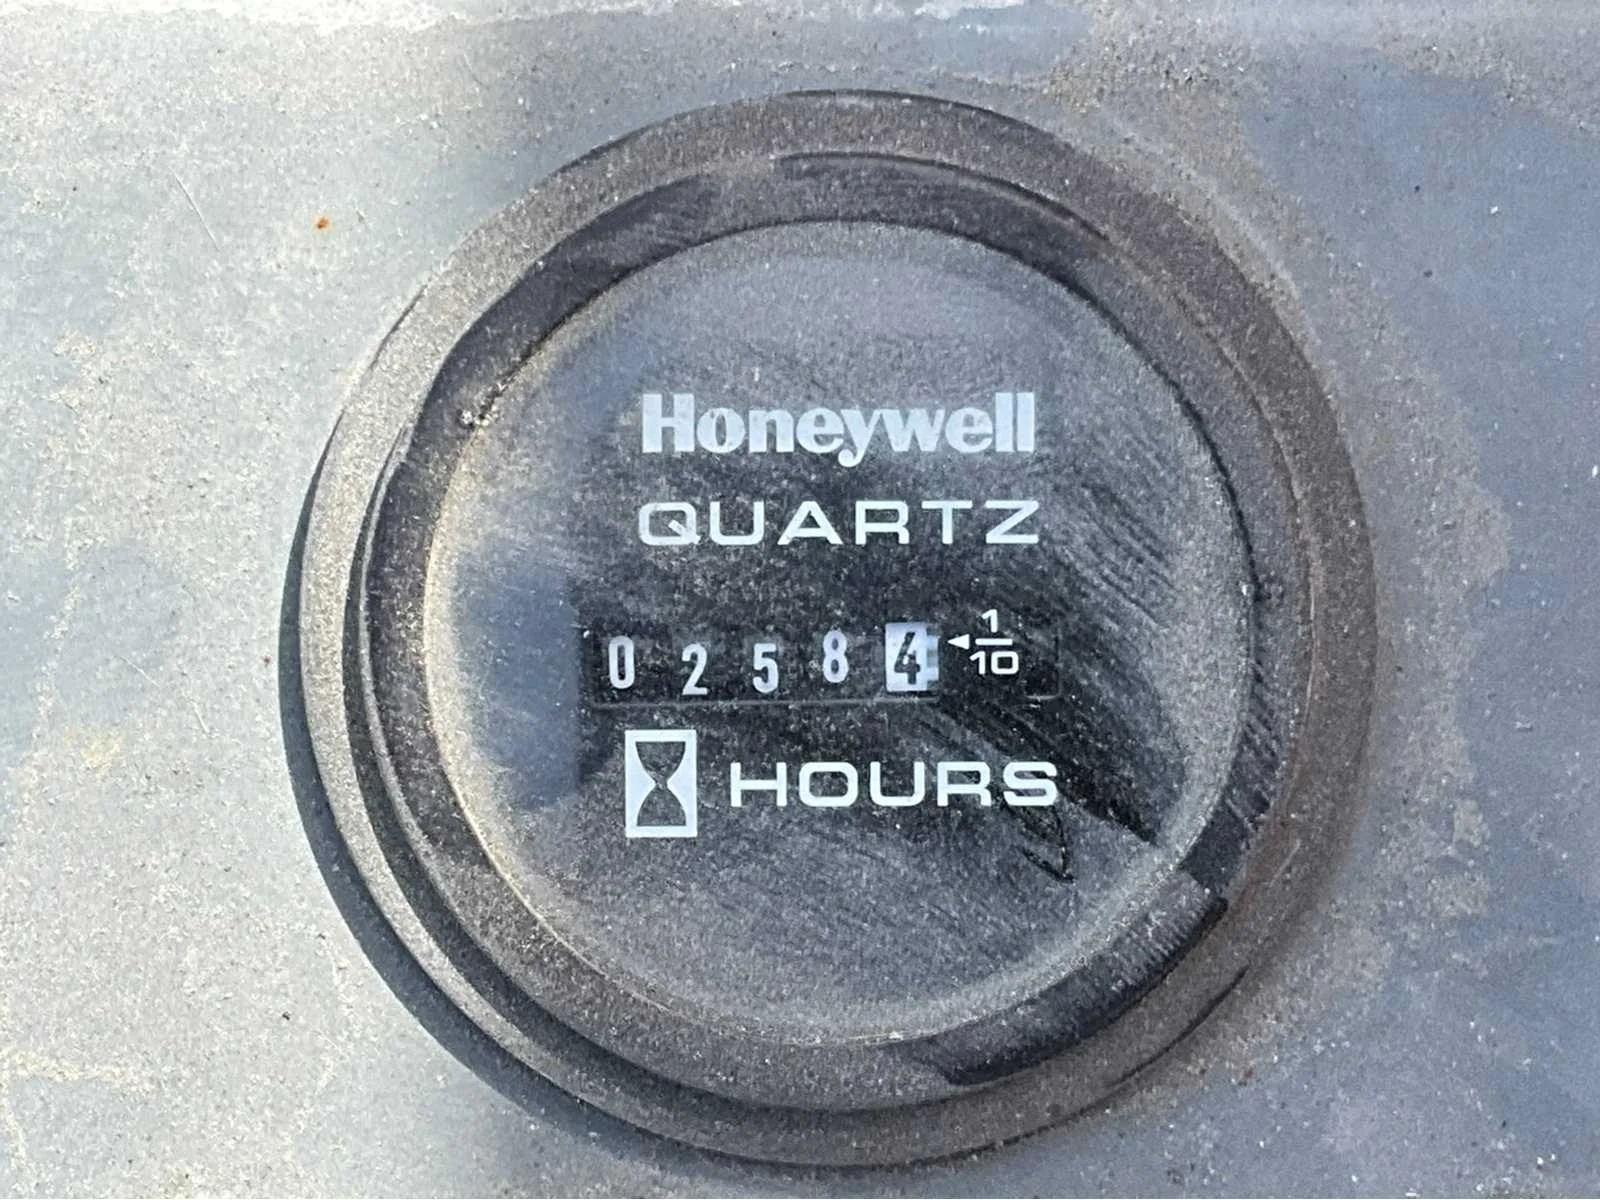 Honeywell
QUARTZ
0 2 5 8 4 1/10
HOURS